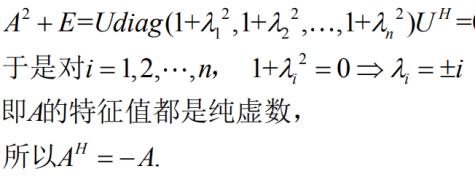 A² + E=Udiag(1+λ₁²,1+λ₂²,…,1+λₙ²)Uᴴ=
于是对i = 1,2,⋯,n, 1+λᵢ² = 0 ⇒ λᵢ = ±i
即A的特征值都是纯虚数，
所以Aᴴ = −A.